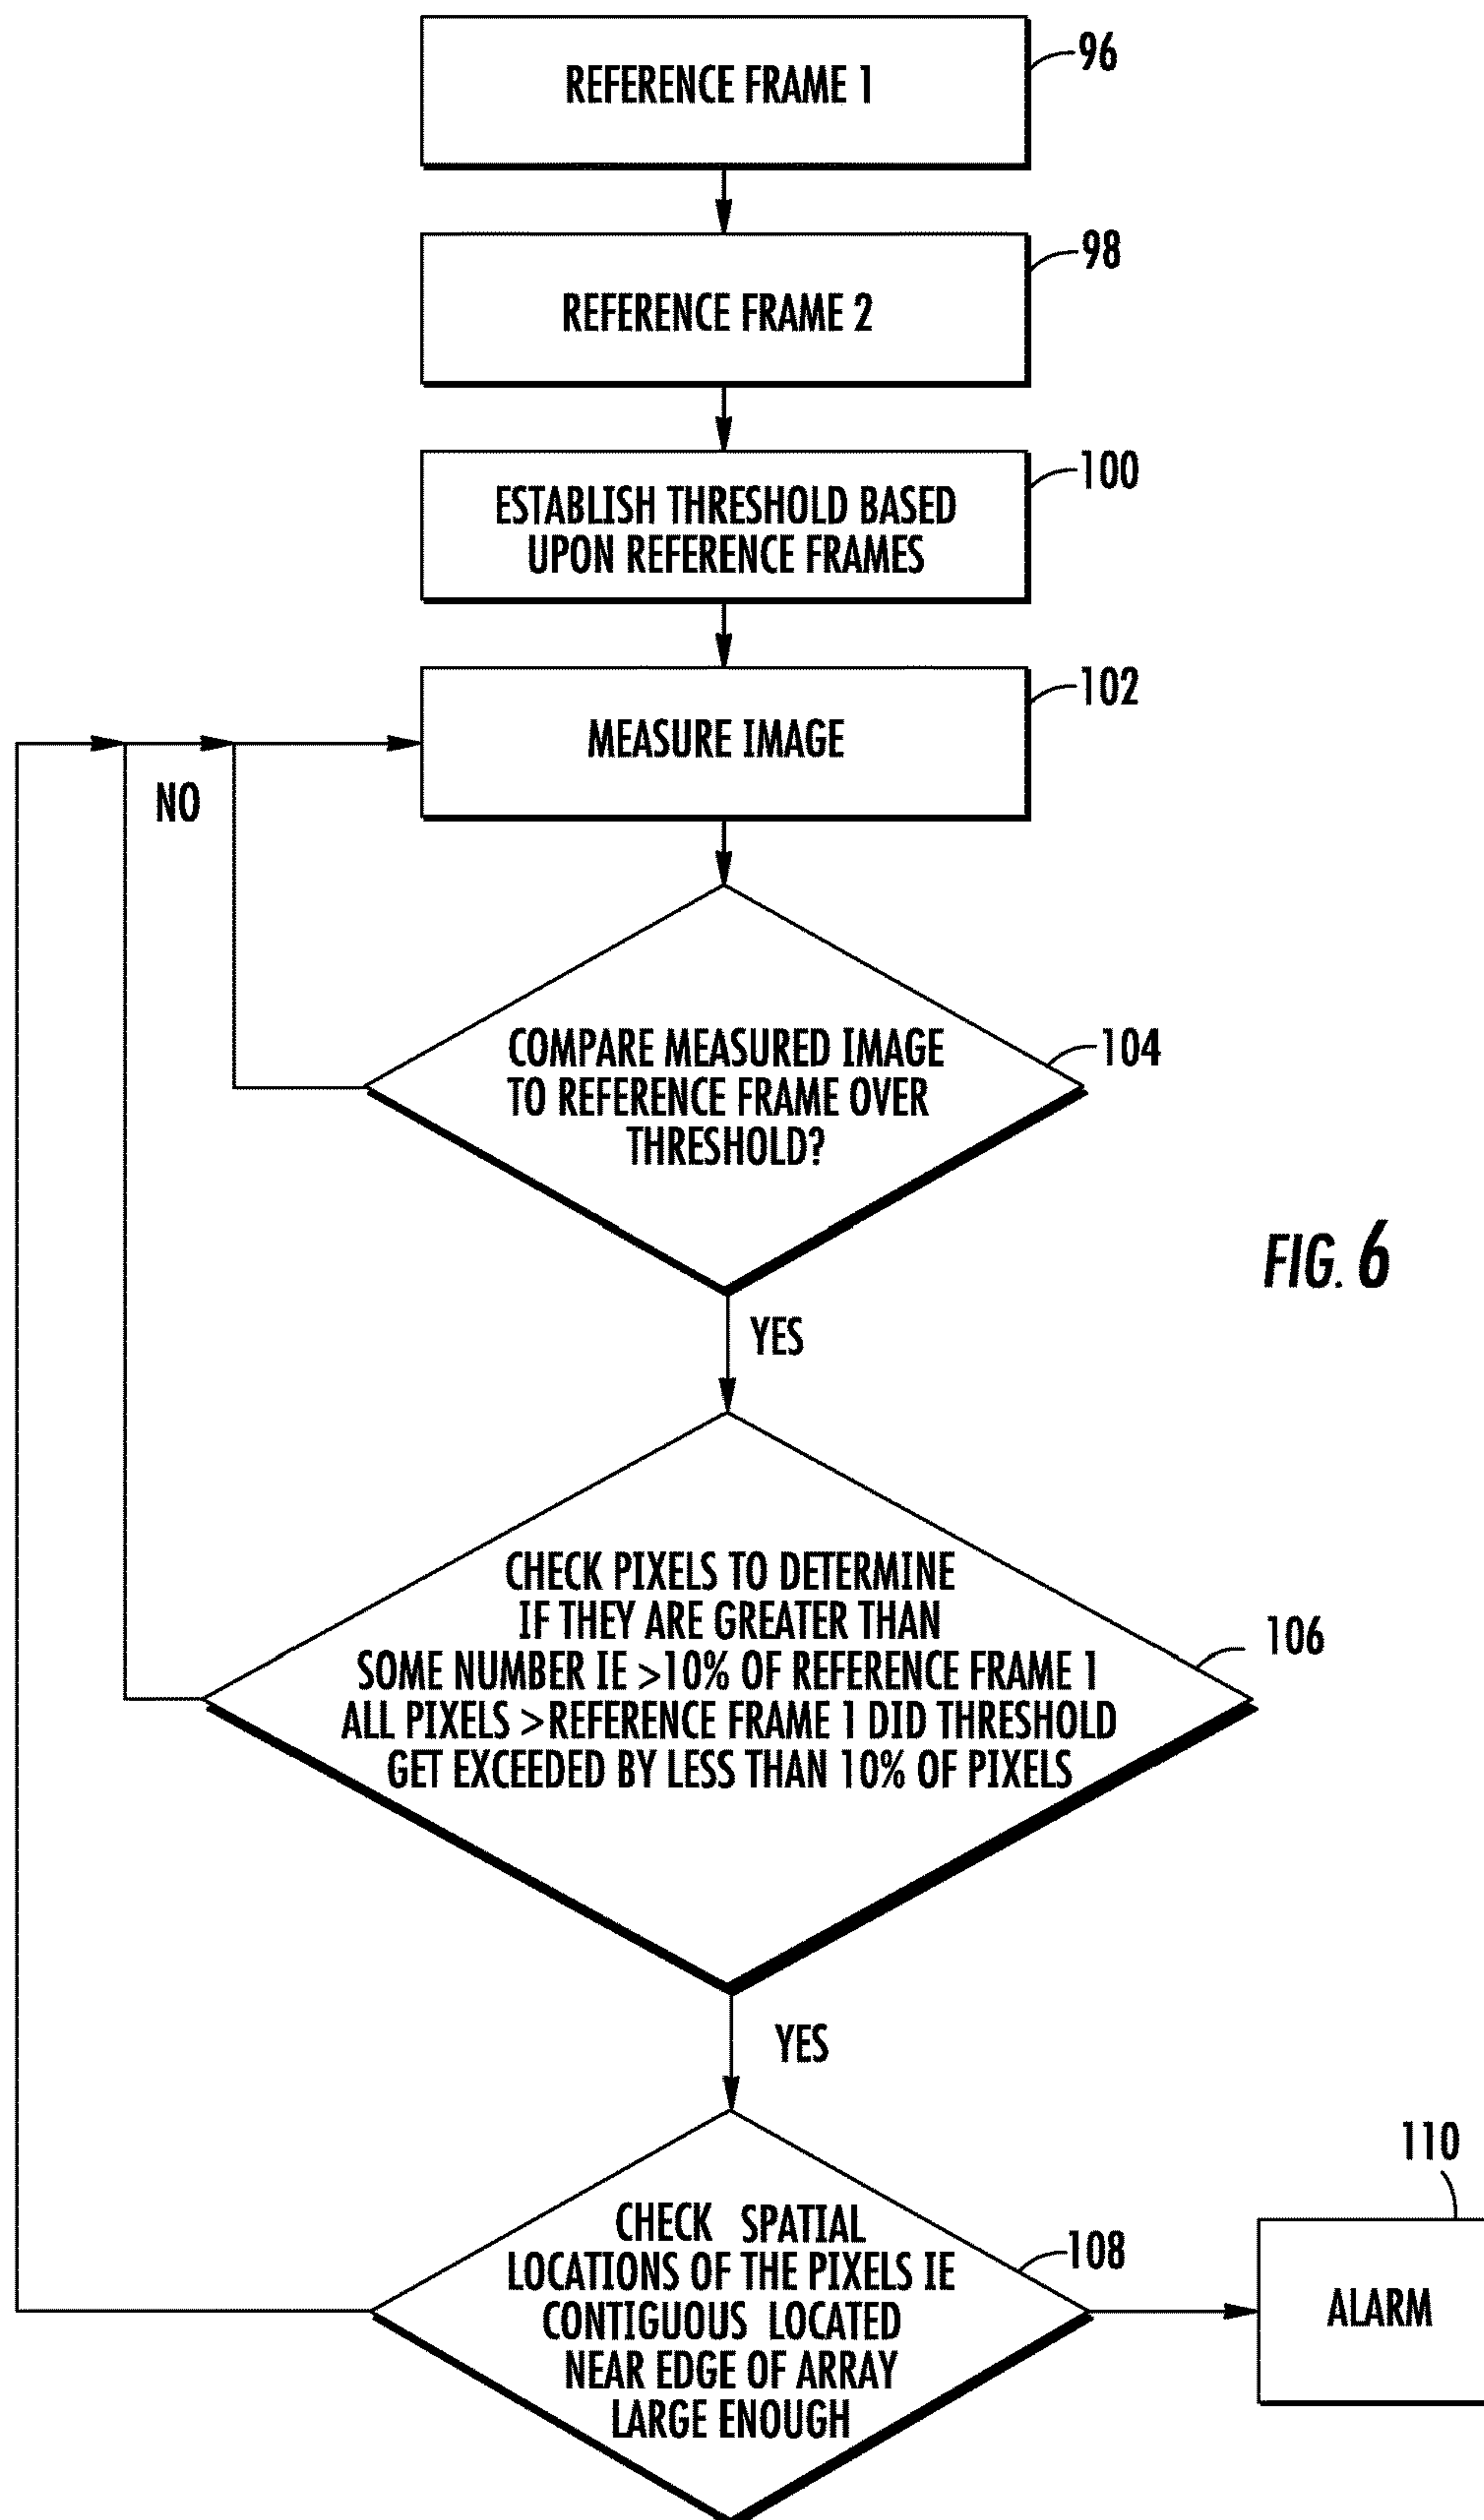 REFERENCE FRAME 1
96
REFERENCE FRAME 2
98
ESTABLISH THRESHOLD BASED
UPON REFERENCE FRAMES
100
MEASURE IMAGE
102
NO
COMPARE MEASURED IMAGE
TO REFERENCE FRAME OVER
THRESHOLD?
104
FIG. 6
YES
CHECK PIXELS TO DETERMINE
IF THEY ARE GREATER THAN
SOME NUMBER IE >10% OF REFERENCE FRAME 1
ALL PIXELS >REFERENCE FRAME 1 DID THRESHOLD
GET EXCEEDED BY LESS THAN 10% OF PIXELS
106
YES
CHECK SPATIAL
LOCATIONS OF THE PIXELS IE
CONTIGUOUS LOCATED
NEAR EDGE OF ARRAY
LARGE ENOUGH
108
110
ALARM